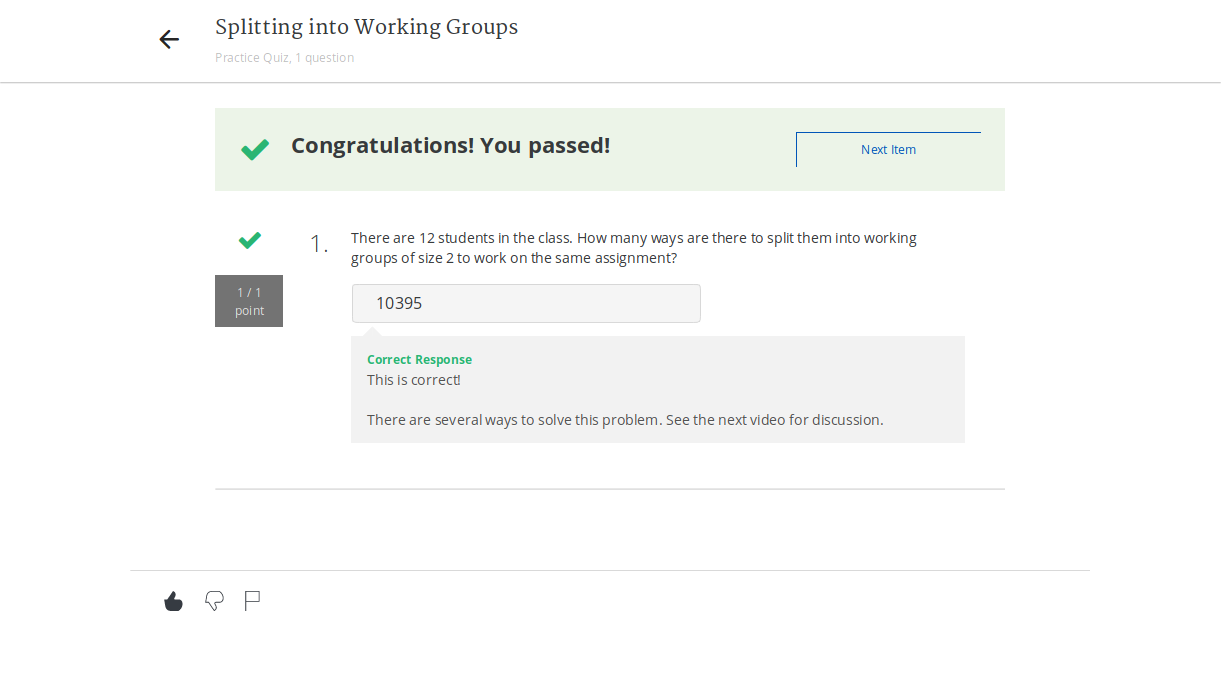 Splitting into Working Groups
Practice Quiz, 1 question
Congratulations! You passed!
Next Item
1.
There are 12 students in the class. How many ways are there to split them into working
groups of size 2 to work on the same assignment?
1 / 1
point
10395
Correct Response
This is correct!
There are several ways to solve this problem. See the next video for discussion.